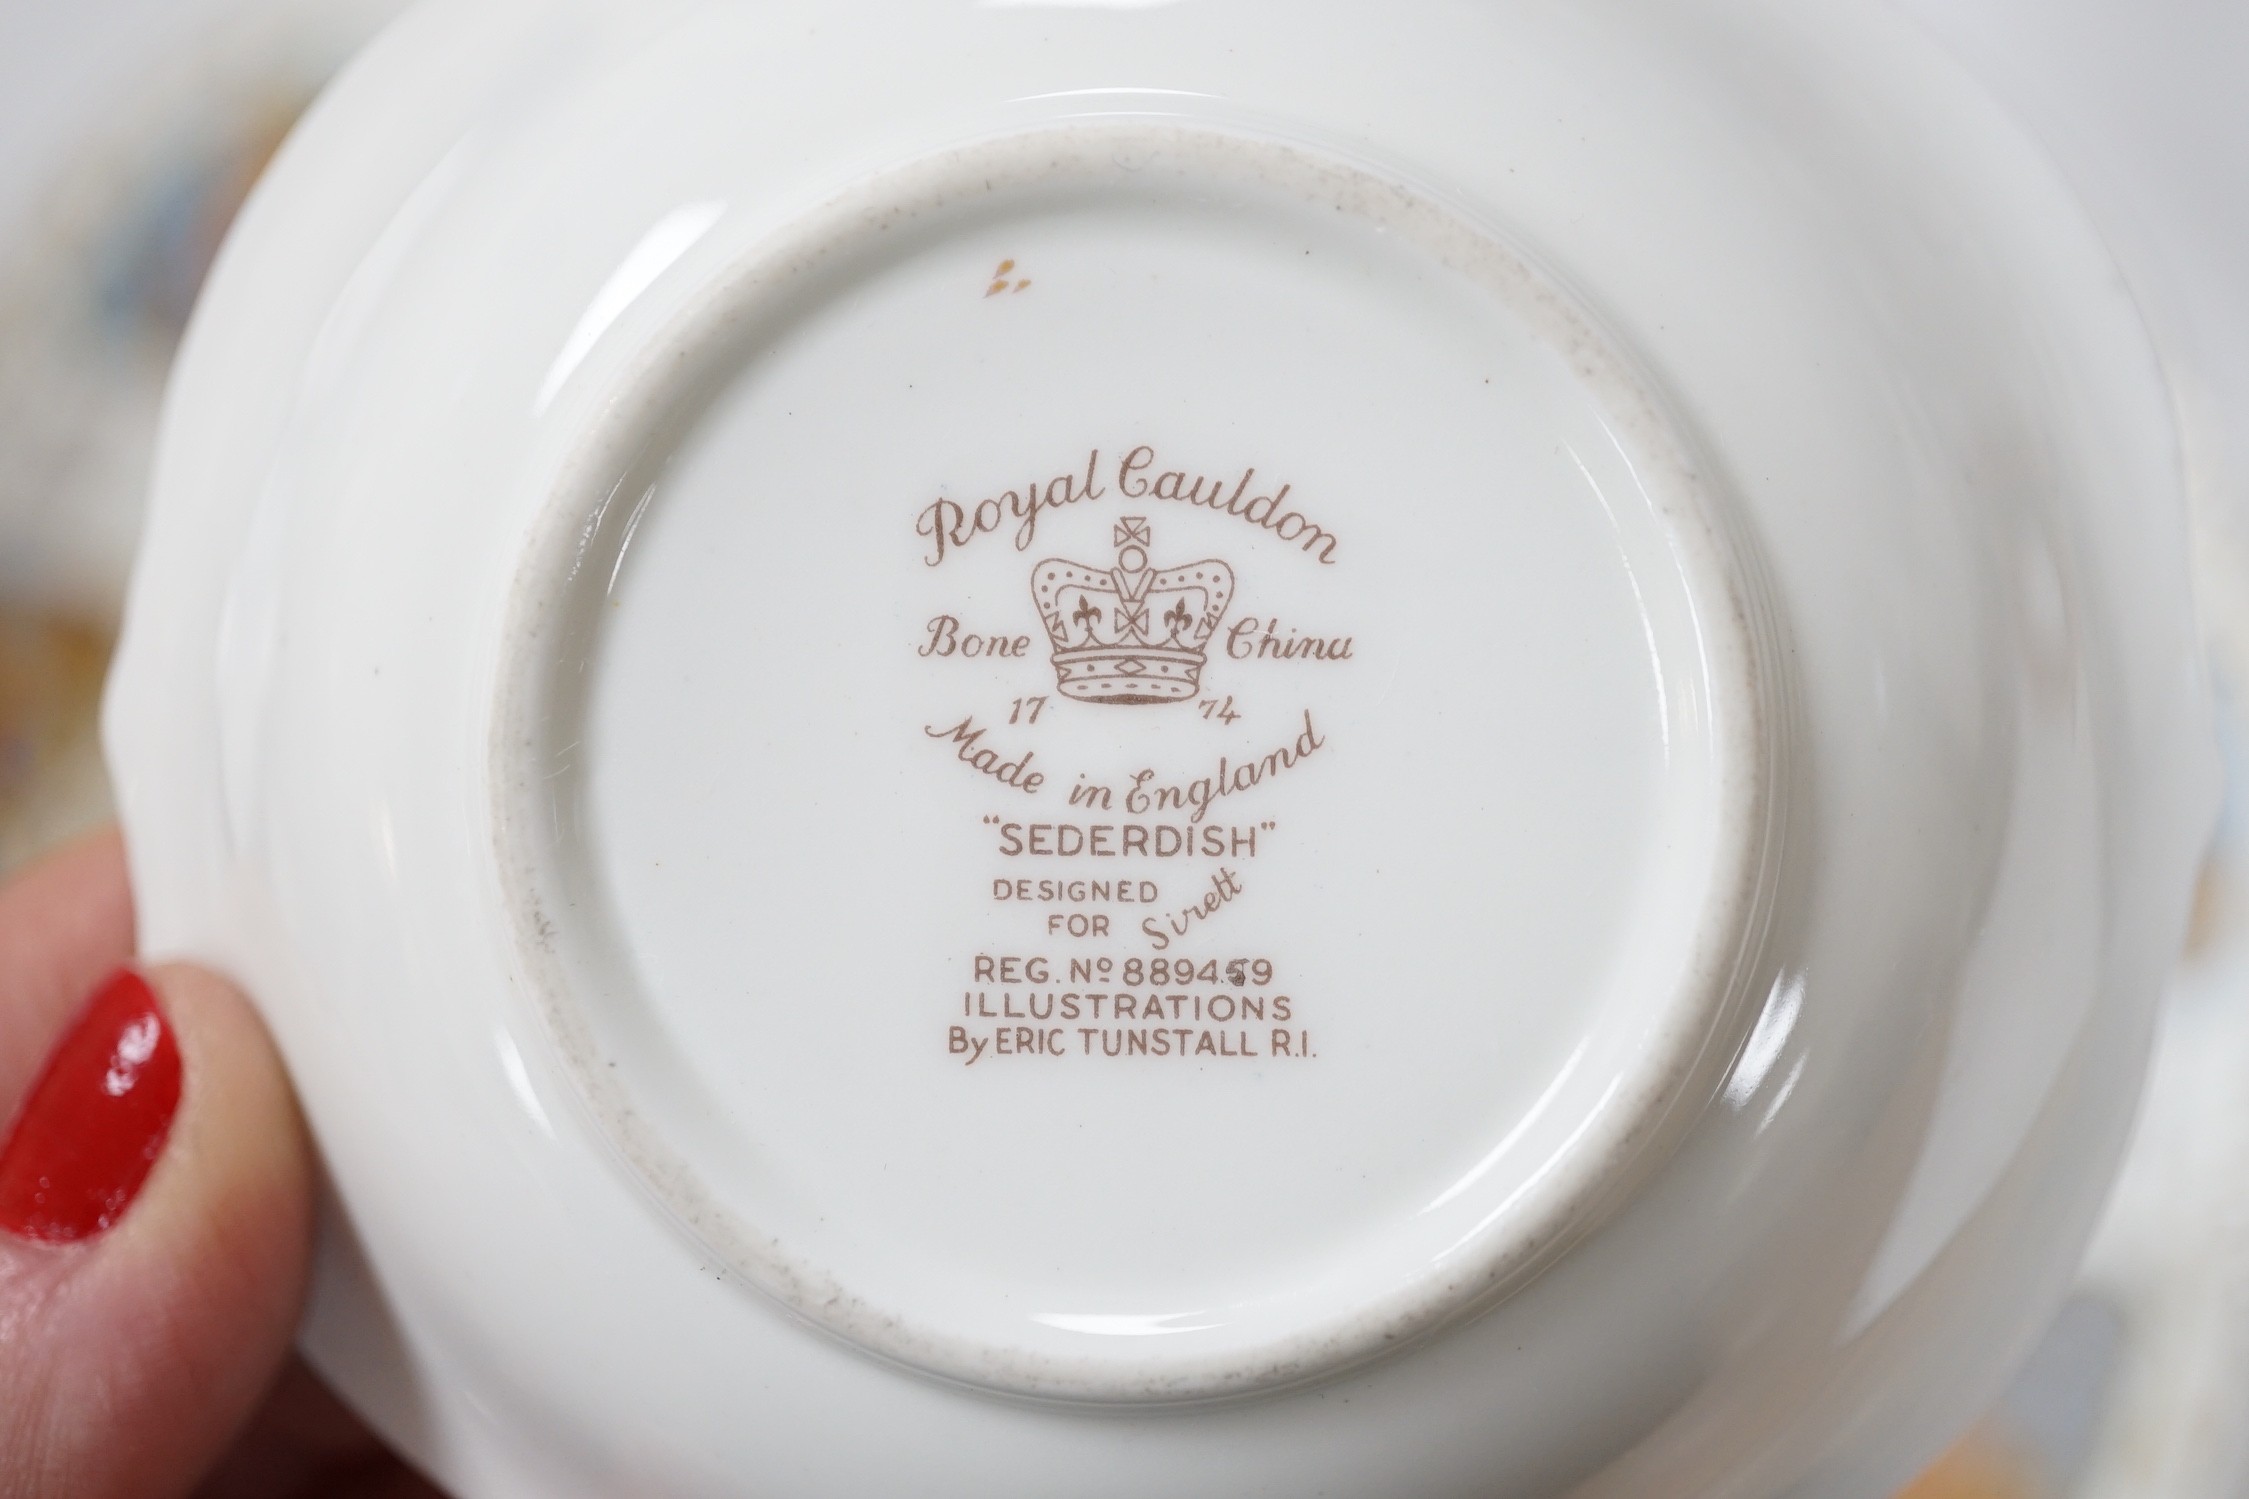 Royal Cauldon
Bone China
17 74
Made in England
"SEDERDISH"
DESIGNED
FOR Sirett
REG. Nº 889459
ILLUSTRATIONS
By ERIC TUNSTALL R.I.